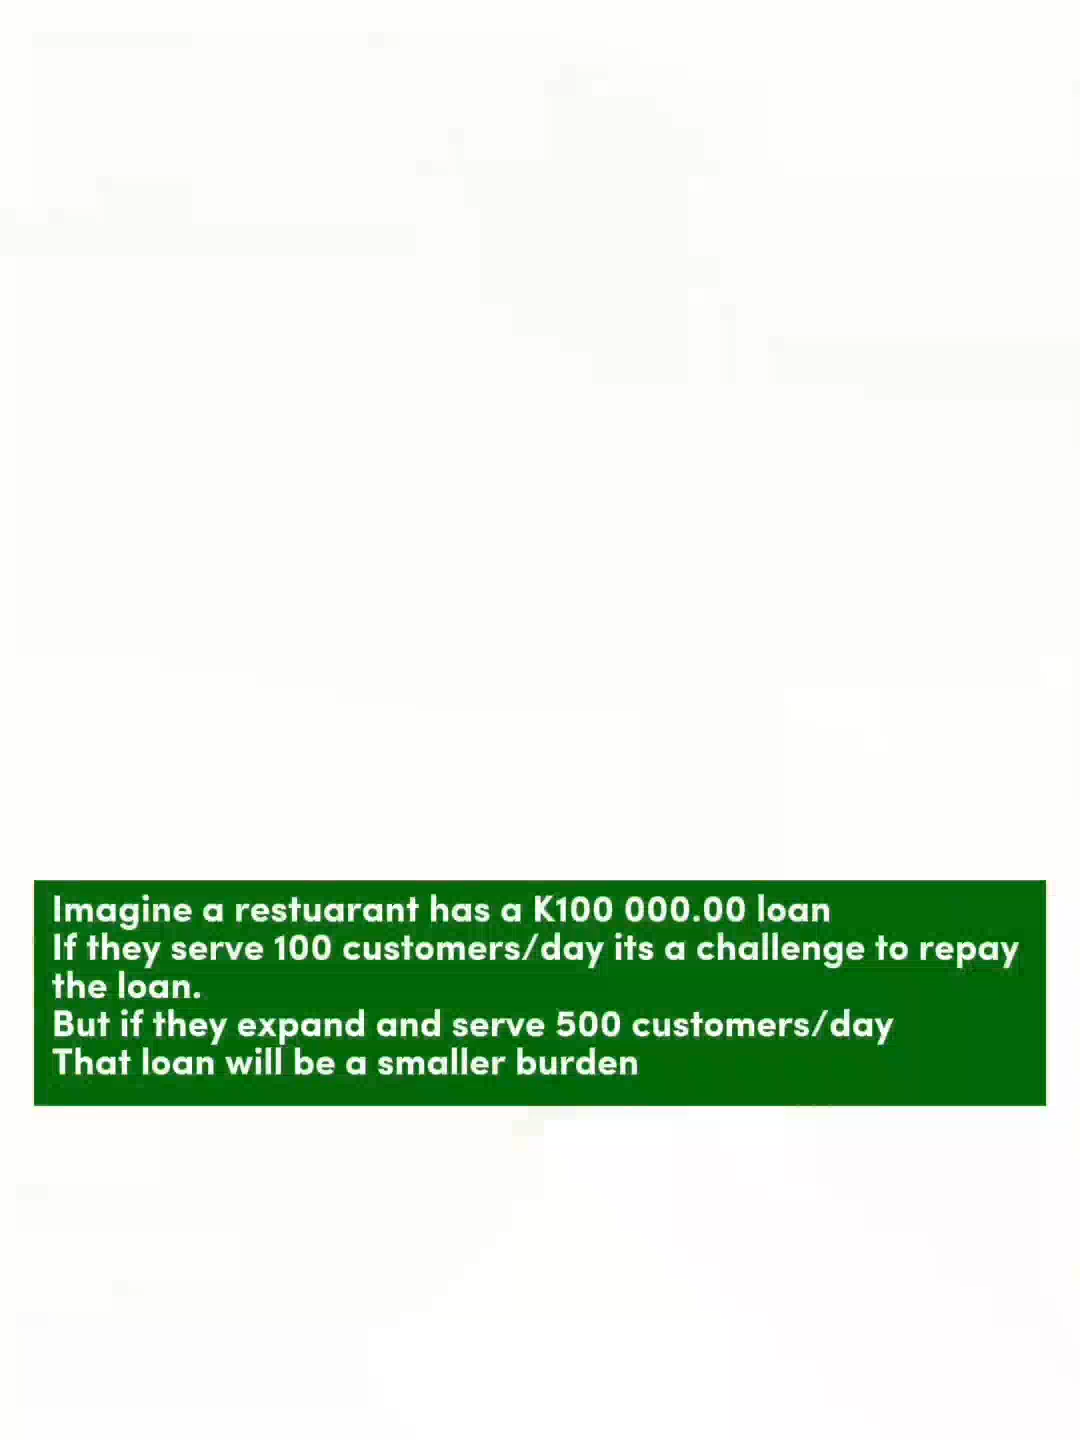 Imagine a restuarant has a K100 000.00 loan
If they serve 100 customers/day its a challenge to repay
the loan.
But if they expand and serve 500 customers/day
That loan will be a smaller burden